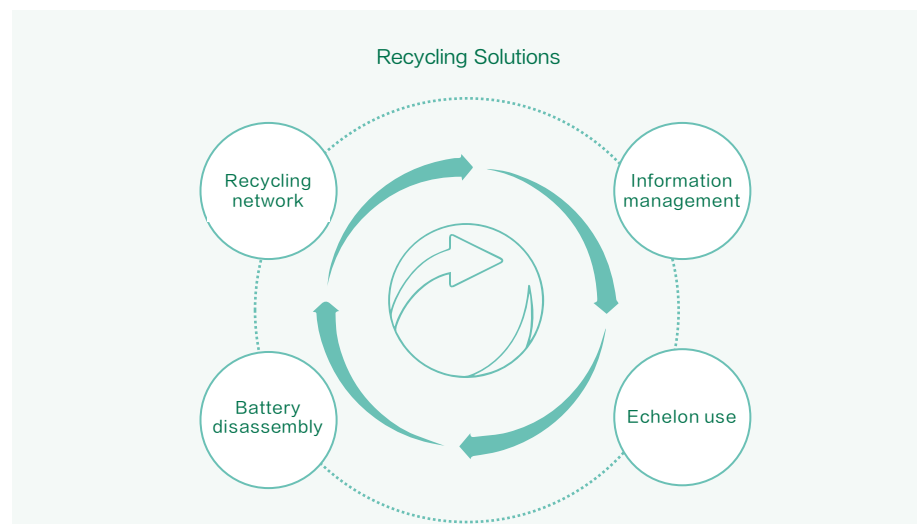 Recycling Solutions
Recycling
network
Information
management
Battery
disassembly
Echelon use